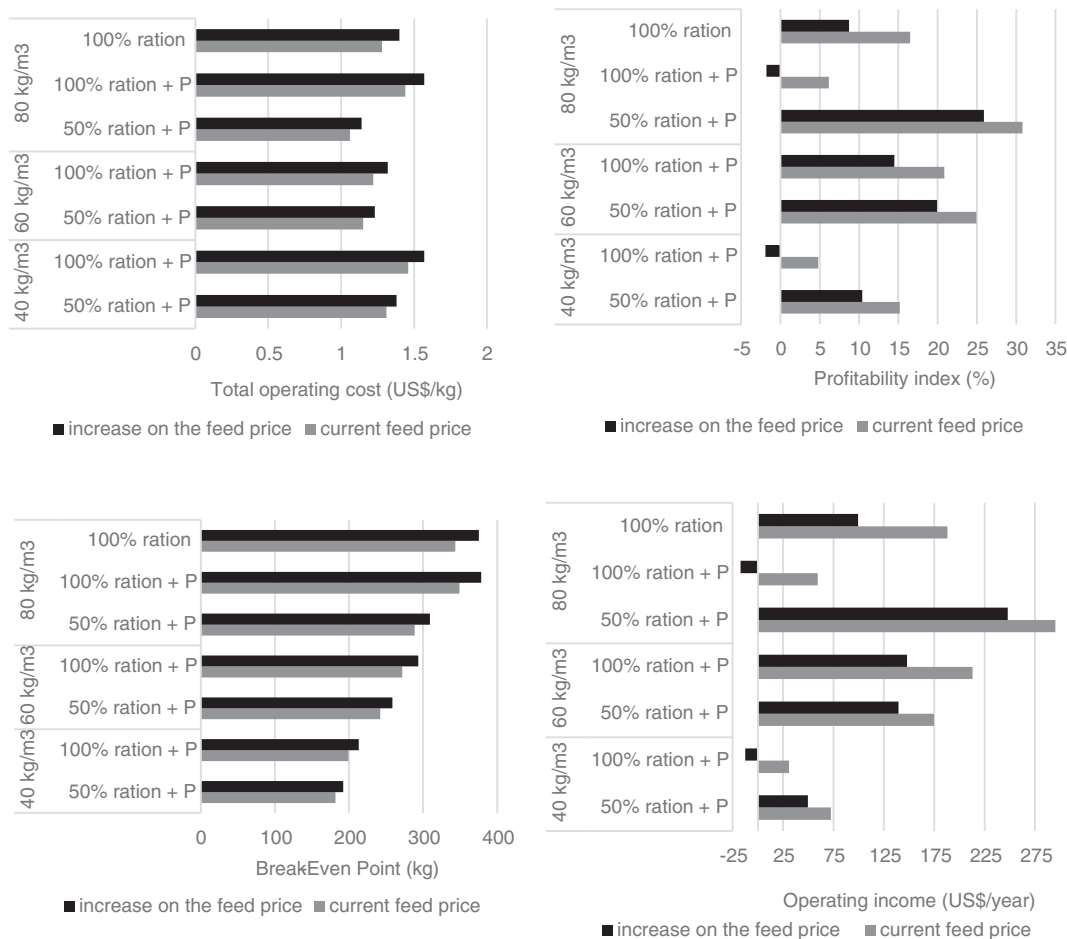 80 kg/m3
100% ration
100% ration + P
50% ration + P
60 kg/m3
100% ration + P
50% ration + P
40 kg/m3
100% ration + P
50% ration + P
0 0.5 1 1.5 2
Total operating cost (US$/kg)
increase on the feed price current feed price
80 kg/m3
100% ration
100% ration + P
50% ration + P
60 kg/m3
100% ration + P
50% ration + P
40 kg/m3
100% ration + P
50% ration + P
-5 0 5 10 15 20 25 30 35
Profitability index (%)
increase on the feed price current feed price
80 kg/m3
100% ration
100% ration + P
50% ration + P
60 kg/m3
100% ration + P
50% ration + P
40 kg/m3
100% ration + P
50% ration + P
0 100 200 300 400
Break-Even Point (kg)
increase on the feed price current feed price
80 kg/m3
100% ration
100% ration + P
50% ration + P
60 kg/m3
100% ration + P
50% ration + P
40 kg/m3
100% ration + P
50% ration + P
-25 25 75 125 175 225 275
Operating income (US$/year)
increase on the feed price current feed price